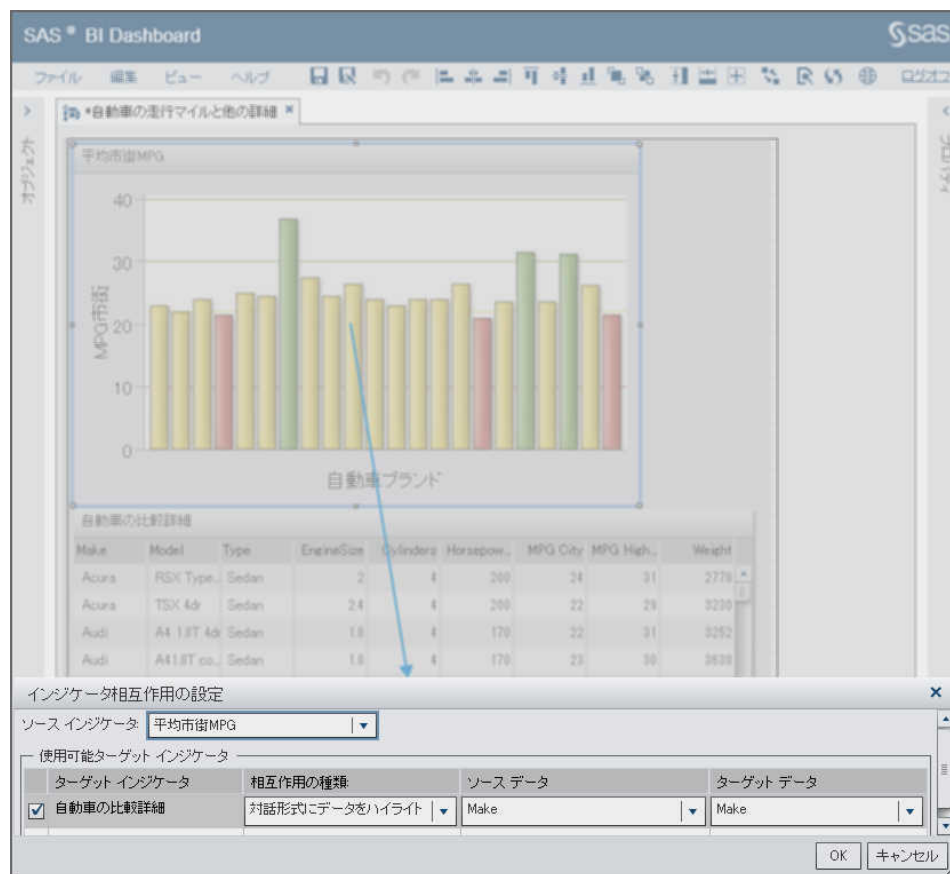 SAS® BI Dashboard
sas
ファイル 編集 ビュー ヘルプ
*自動車の走行マイルと他の詳細
オブジェクト
プロパティ
平均市街MPG
40
30
20
10
0
MPG市街
自動車ブランド
自動車の比較詳細
Make Model Type EngineSize Cylinders Horsepow... MPG City MPG High... Weight
Acura RSX Type... Sedan 2 4 200 24 31 2778
Acura TSX 4dr Sedan 2.4 4 200 22 29 3230
Audi A4 1.8T 4dr Sedan 1.8 4 170 22 31 3252
Audi A41.8T co... Sedan 1.8 4 170 23 30 3638
インジケータ相互作用の設定
ソース インジケータ: 平均市街MPG
使用可能ターゲット インジケータ
ターゲット インジケータ 相互作用の種類: ソース データ ターゲット データ
自動車の比較詳細 対話形式にデータをハイライト Make Make
OK キャンセル